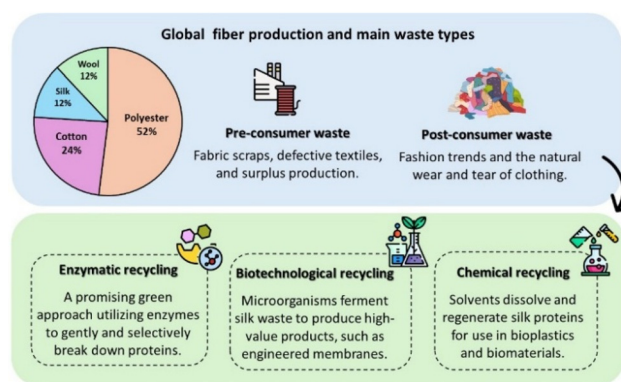 Global fiber production and main waste types
Wool
12%
Silk
12%
Cotton
24%
Polyester
52%
Pre-consumer waste
Fabric scraps, defective textiles,
and surplus production.
Post-consumer waste
Fashion trends and the natural
wear and tear of clothing.
Enzymatic recycling
A promising green
approach utilizing enzymes
to gently and selectively
break down proteins.
Biotechnological recycling
Microorganisms ferment
silk waste to produce high-
value products, such as
engineered membranes.
Chemical recycling
Solvents dissolve and
regenerate silk proteins
for use in bioplastics
and biomaterials.